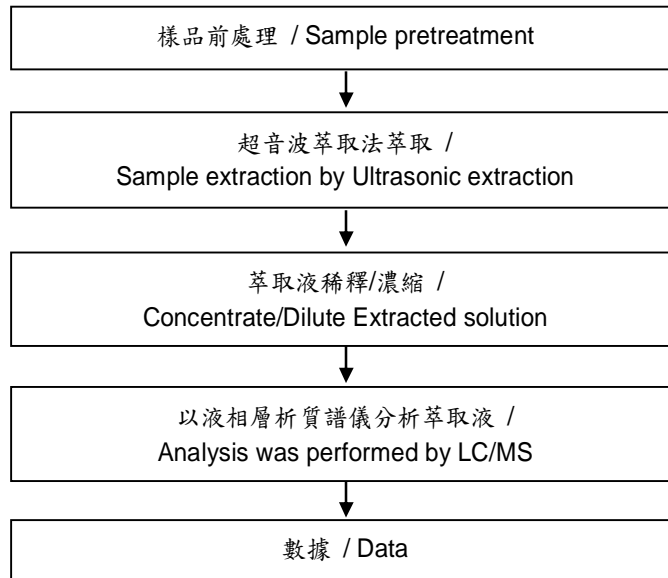 樣品前處理 / Sample pretreatment
超音波萃取法萃取 /
Sample extraction by Ultrasonic extraction
萃取液稀釋/濃縮 /
Concentrate/Dilute Extracted solution
以液相層析質譜儀分析萃取液 /
Analysis was performed by LC/MS
數據 / Data